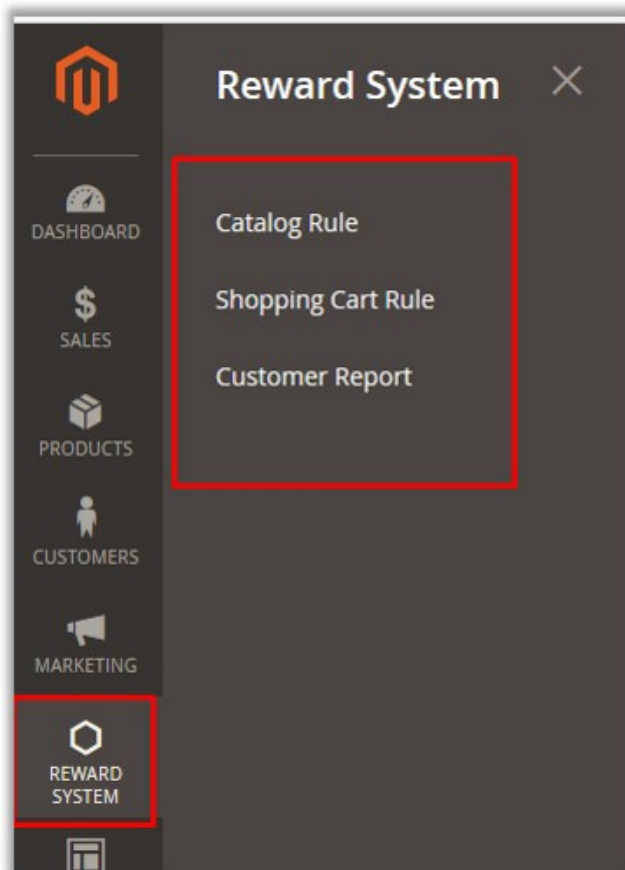 Reward System
DASHBOARD
SALES
PRODUCTS
CUSTOMERS
MARKETING
REWARD
SYSTEM
Catalog Rule
Shopping Cart Rule
Customer Report